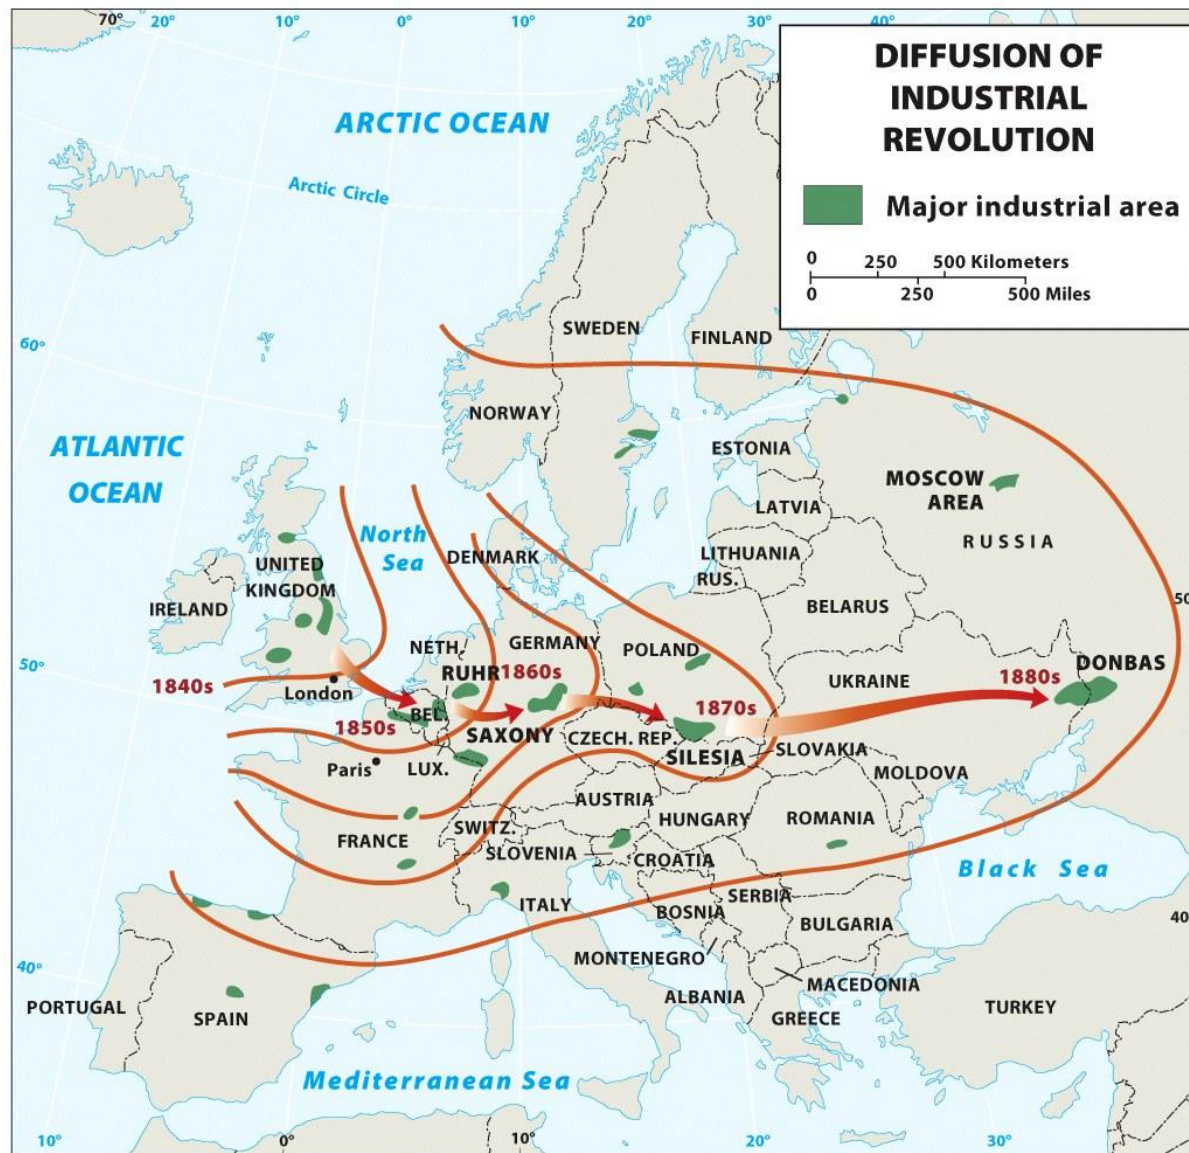 70°
20°
10°
0°
10°
20°
30°
40°
DIFFUSION OF
INDUSTRIAL
REVOLUTION
Major industrial area
0 250 500 Kilometers
0 250 500 Miles
ARCTIC OCEAN
Arctic Circle
60°
SWEDEN
FINLAND
NORWAY
ATLANTIC
OCEAN
ESTONIA
MOSCOW
AREA
LATVIA
RUSSIA
North
Sea
DENMARK
UNITED
KINGDOM
LITHUANIA
RUS.
IRELAND
BELARUS
50
NETH.
GERMANY
POLAND
50°
RUHR
1860s
1840s
London
UKRAINE
1880s
DONBAS
BEL.
1850s
1870s
SAXONY
CZECH. REP.
SILESIA
SLOVAKIA
Paris
LUX.
MOLDOVA
AUSTRIA
FRANCE
SWITZ.
HUNGARY
ROMANIA
SLOVENIA
CROATIA
Black Sea
ITALY
SERBIA
BOSNIA
BULGARIA
40
MONTENEGRO
40°
MACEDONIA
PORTUGAL
SPAIN
ALBANIA
GREECE
TURKEY
Mediterranean Sea
10°
0°
10°
20°
30°